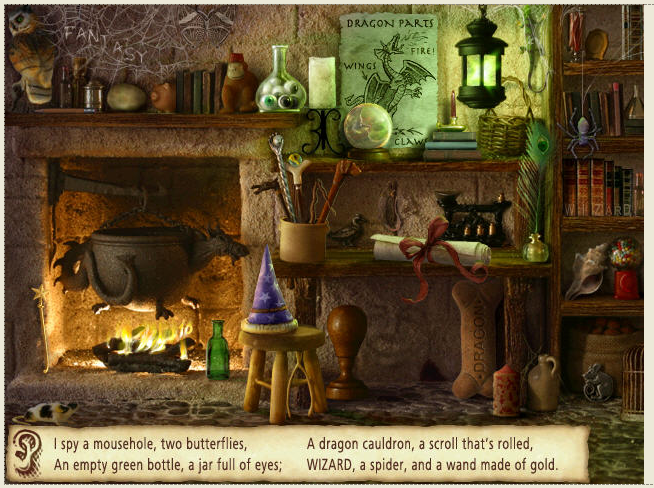 FANTASY
DRAGON PARTS
FIRE!
WINGS
CLAW
WIZARD
DRAGON
I spy a mousehole, two butterflies,
An empty green bottle, a jar full of eyes;
A dragon cauldron, a scroll that's rolled,
WIZARD, a spider, and a wand made of gold.